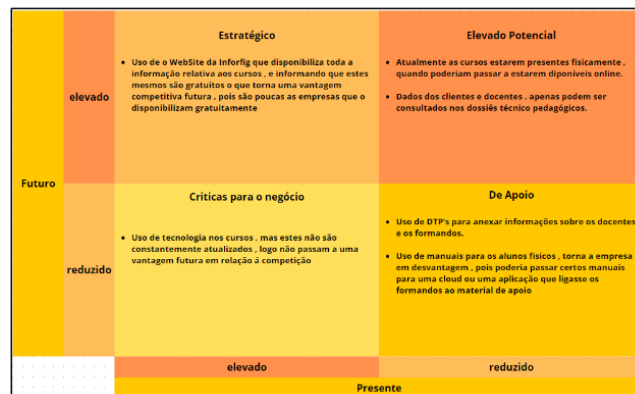 Estratégico
• Uso de o WebSite da Inforfig que disponibiliza toda a
informação relativa aos cursos , e informando que estes
mesmos são gratuitos o que torna uma vantagem
competitiva futura , pois são poucas as empresas que o
disponibilizam gratuitamente
Elevado Potencial
• Atualmente as cursos estarem presentes fisicamente ,
quando poderiam passar a estarem diponíveis online.
• Dados dos clientes e docentes , apenas podem ser
consultados nos dossiês técnico pedagógicos.
elevado
Futuro
Criticas para o negócio
• Uso de tecnologia nos cursos , mas estes não são
constantemente atualizados , logo não passam a uma
vantagem futura em relação á competição
De Apoio
• Uso de DTP's para anexar informações sobre os docentes
e os formandos.
• Uso de manuais para os alunos físicos , torna a empresa
em desvantagem , pois poderia passar certos manuais
para uma cloud ou uma aplicação que ligasse os
formandos ao material de apoio
reduzido
elevado
reduzido
Presente